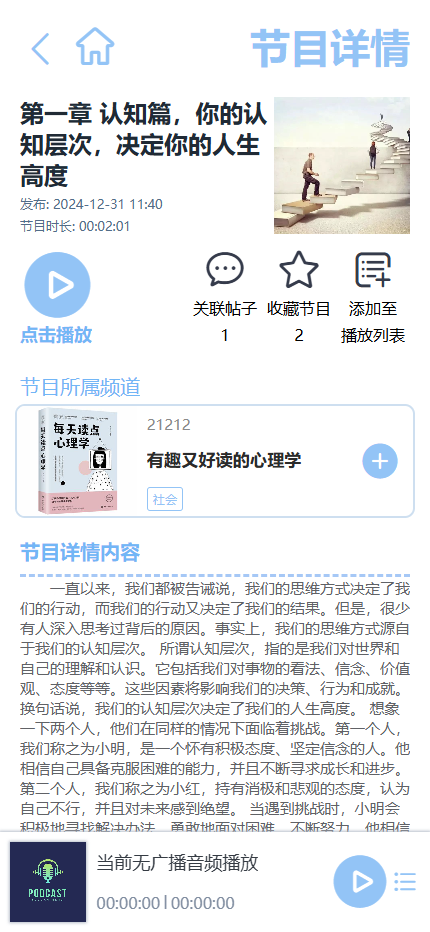 节目详情
第一章 认知篇，你的认
知层次，决定你的人生
高度
发布: 2024-12-31 11:40
节目时长: 00:02:01
点击播放
关联帖子
1
收藏节目
2
添加至
播放列表
节目所属频道
每天读点
心理学
21212
有趣又好读的心理学
社会
节目详情内容
一直以来，我们都被告诫说，我们的思维方式决定了我
们的行动，而我们的行动又决定了我们的结果。但是，很少
有人深入思考过背后的原因。事实上，我们的思维方式源自
于我们的认知层次。 所谓认知层次，指的是我们对世界和
自己的理解和认识。它包括我们对事物的看法、信念、价值
观、态度等等。这些因素将影响我们的决策、行为和成就。
换句话说，我们的认知层次决定了我们的人生高度。 想象
一下两个人，他们在同样的情况下面临着挑战。第一个人，
我们称之为小明，是一个怀有积极态度、坚定信念的人。他
相信自己具备克服困难的能力，并且不断寻求成长和进步。
第二个人，我们称之为小红，持有消极和悲观的态度，认为
自己不行，并且对未来感到绝望。 当遇到挑战时，小明会
积极地寻找解决办法，勇敢地面对困难，不断努力，他相信
PODCAST
当前无广播音频播放
00:00:00 | 00:00:00